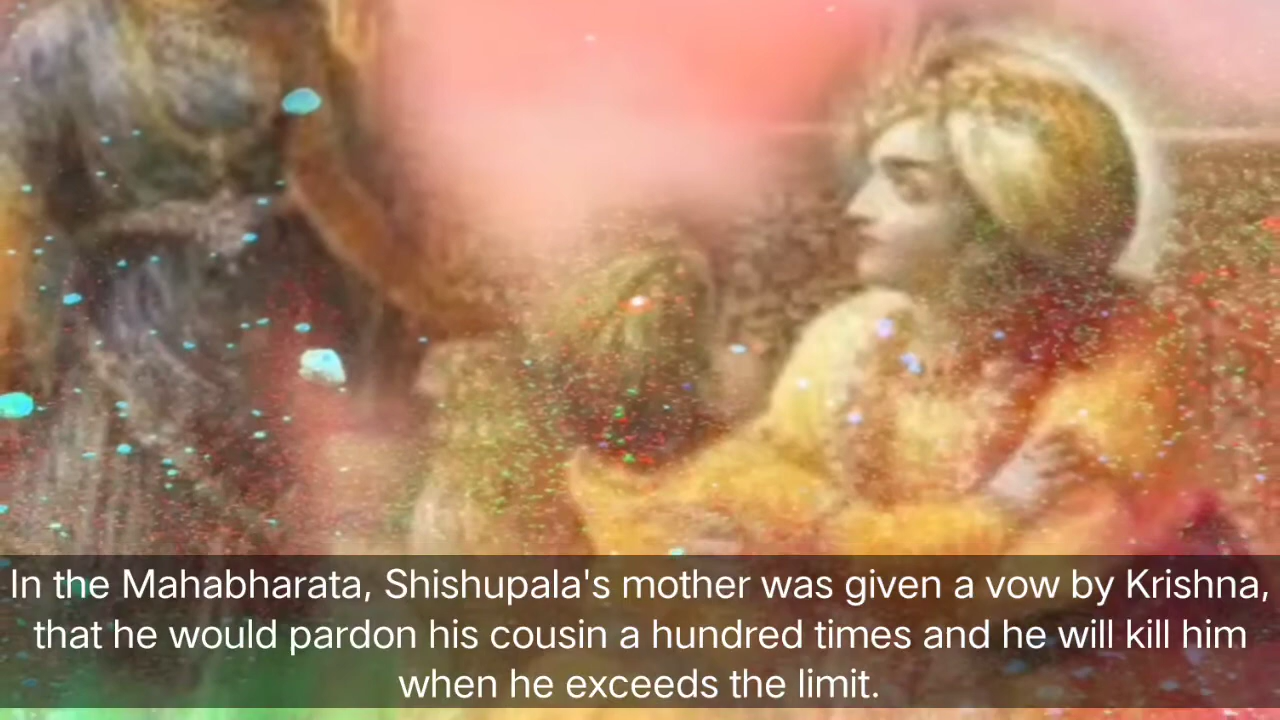 In the Mahabharata, Shishupala's mother was given a vow by Krishna,
that he would pardon his cousin a hundred times and he will kill him
when he exceeds the limit.